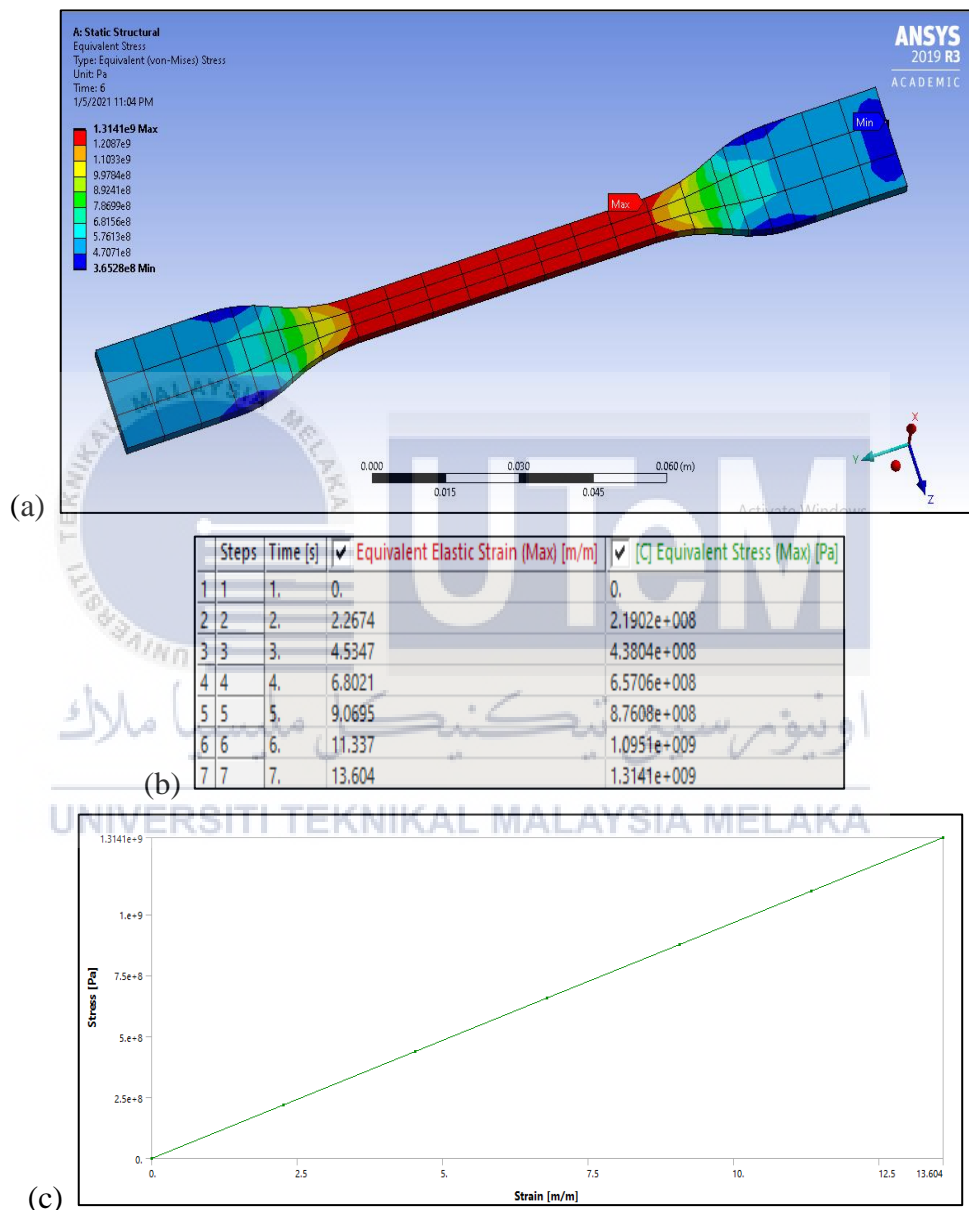 A: Static Structural
Equivalent Stress
Type: Equivalent (von-Mises) Stress
Unit: Pa
Time: 6
1/5/2021 11:04 PM
ANSYS
2019 R3
ACADEMIC
1.3141e9 Max
1.2087e9
1.1033e9
9.9784e8
8.9241e8
7.8699e8
6.8156e8
5.7613e8
4.7071e8
3.6528e8 Min
Min
Max
0.000 0.030 0.060 (m)
0.015 0.045
X
Y
Z
(a)
Activate Windows
UNIVERSITI TEKNIKAL MALAYSIA MELAKA
UTeM
Steps Time [s] Equivalent Elastic Strain (Max) [m/m] [C] Equivalent Stress (Max) [Pa]
1 1 1. 0. 0.
2 2 2. 2.2674 2.1902e+008
3 3 3. 4.5347 4.3804e+008
4 4 4. 6.8021 6.5706e+008
5 5 5. 9.0695 8.7608e+008
6 6 6. 11.337 1.0951e+009
7 7 7. 13.604 1.3141e+009
(b)
اونيۏرسيتي تيكنيكل مليسيا ملاك
UNIVERSITI TEKNIKAL MALAYSIA MELAKA
1.3141e+9
1.e+9
7.5e+8
5.e+8
2.5e+8
0.
Stress [Pa]
0. 2.5 5. 7.5 10. 12.5 13.604
Strain [m/m]
(c)